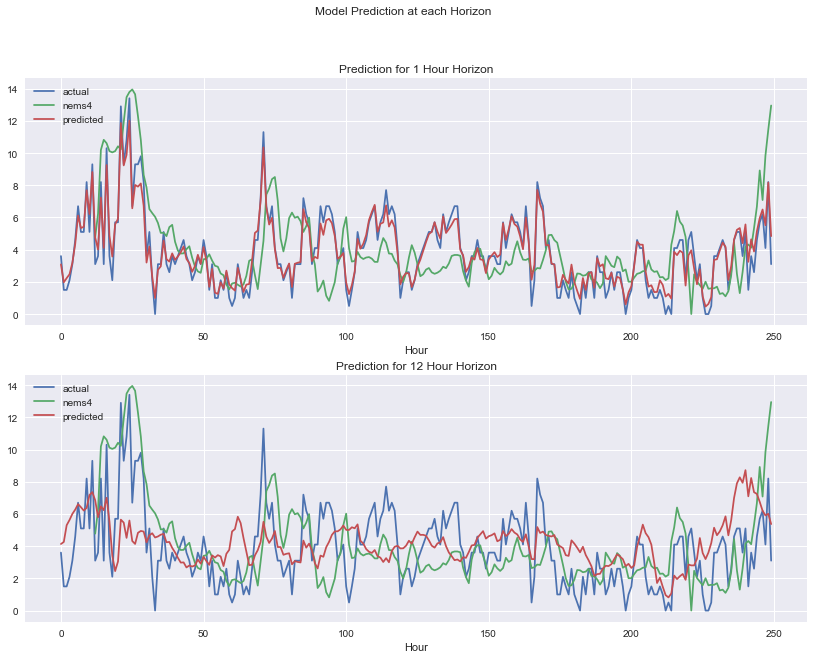 Model Prediction at each Horizon
Prediction for 1 Hour Horizon
actual
nems4
predicted
14
12
10
8
6
4
2
0
0 50 100 150 200 250
Hour
Prediction for 12 Hour Horizon
actual
nems4
predicted
14
12
10
8
6
4
2
0
0 50 100 150 200 250
Hour